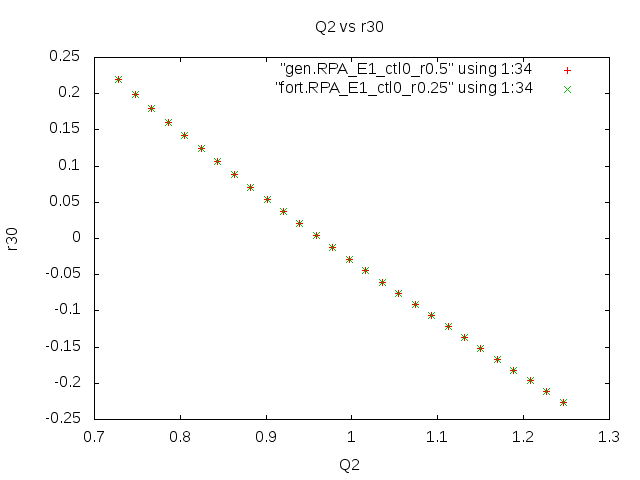 Q2 vs r30
"gen.RPA_E1_ctl0_r0.5" using 1:34
"fort.RPA_E1_ctl0_r0.25" using 1:34
0.25
0.2
0.15
0.1
0.05
0
-0.05
-0.1
-0.15
-0.2
-0.25
r30
0.7 0.8 0.9 1 1.1 1.2 1.3
Q2